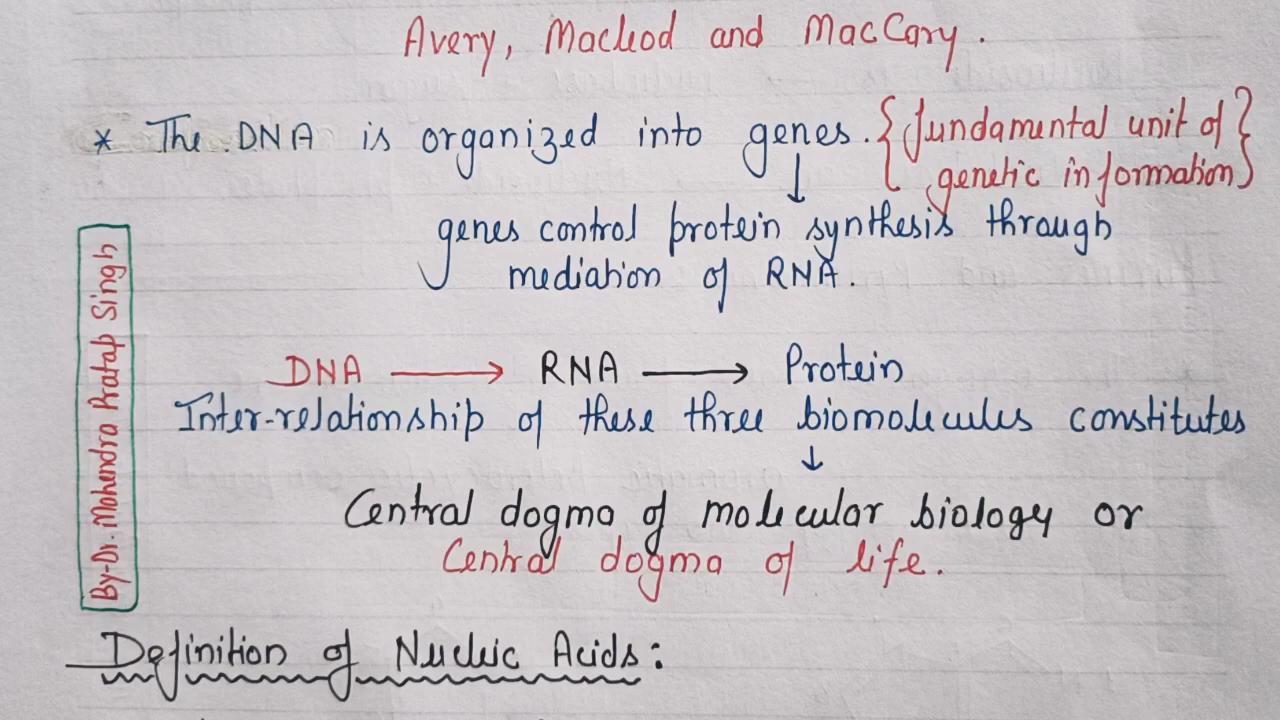 Avery, Macleod and MacCary.
* The DNA is organized into genes. {fundamental unit of
genetic information}
↓
genes control protein synthesis through
mediation of RNA.
DNA → RNA → Protein
Inter-relationship of these three biomolecules constitutes
↓
Central dogma of molecular biology or
Central dogma of life.
Definition of Nucleic Acids:
By-Dr. Mahendra Pratap Singh